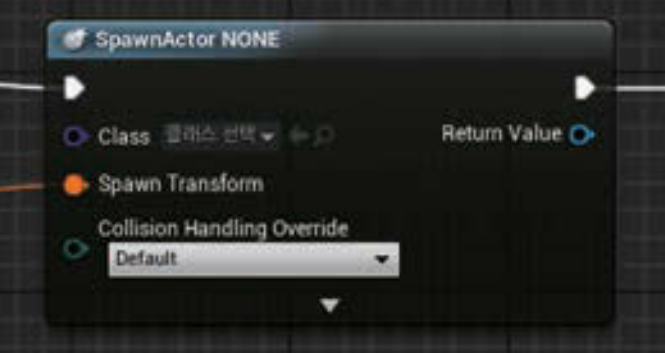 SpawnActor NONE
Class 클래스 선택
Return Value
Spawn Transform
Collision Handling Override
Default